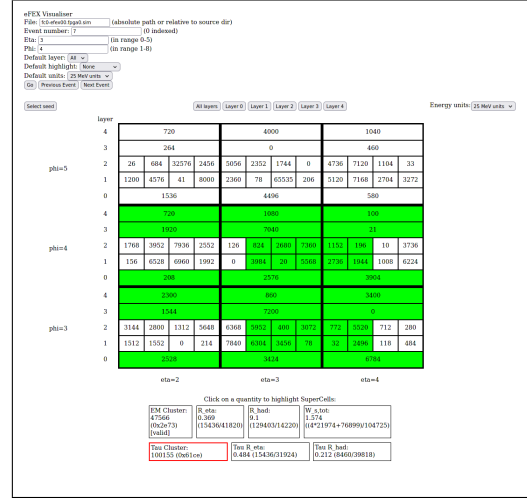 eFEX Visualiser
File: fc0-efex00.fpga0.sim (absolute path or relative to source dir)
Event number: 7 (0 indexed)
Eta: 3 (in range 0-5)
Phi: 4 (in range 1-8)
Default layer: All
Default highlight: None
Default units: 25 MeV units
Go Previous Event Next Event
Select seed All layers Layer 0 Layer 1 Layer 2 Layer 3 Layer 4 Energy units: 25 MeV units
layer
4 720 4000 1040
3 264 0 460
phi=5 2 26 684 32576 2456 5056 2352 1744 0 4736 7120 1104 33
1 1200 4576 41 8000 2360 78 65535 206 5120 7168 2704 3272
0 1536 4496 580
4 720 1080 100
3 1920 7040 21
phi=4 2 1768 3952 7936 2552 126 824 2660 7360 1152 196 10 3736
1 156 6528 6960 1992 0 3984 20 5568 2736 1944 1008 6224
0 208 2576 3904
4 2300 860 3400
3 1544 7200 0
phi=3 2 3144 2800 1312 5648 6368 5952 400 3072 772 5520 712 280
1 1512 1552 0 214 7840 6304 3456 78 32 2496 118 484
0 2528 3424 6784
eta=2 eta=3 eta=4
Click on a quantity to highlight SuperCells:
EM Cluster: R_eta: R_had: W_s,tot:
47566 0.369 9.1 1.574
(0x2e73) (15436/41820) (129403/14220) ((4*21974+76899)/104725)
[valid]
Tau Cluster: Tau R_eta: Tau R_had:
100155 (0x61ce) 0.484 (15436/31924) 0.212 (8460/39818)